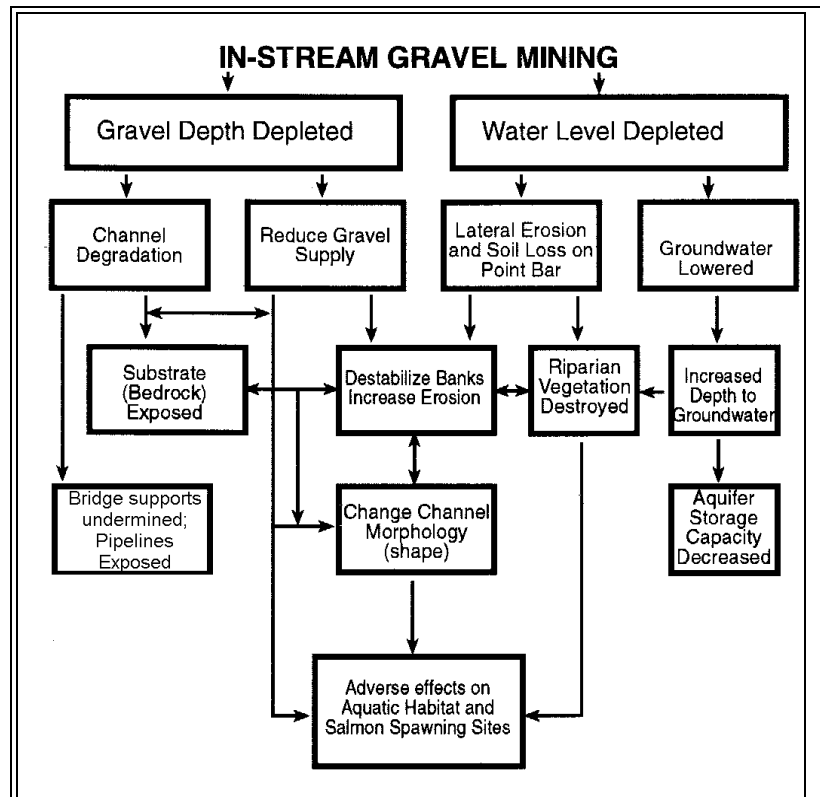 IN-STREAM GRAVEL MINING
Gravel Depth Depleted
Water Level Depleted
Channel
Degradation
Reduce Gravel
Supply
Lateral Erosion
and Soil Loss on
Point Bar
Groundwater
Lowered
Substrate
(Bedrock)
Exposed
Destabilize Banks
Increase Erosion
Riparian
Vegetation
Destroyed
Increased
Depth to
Groundwater
Bridge supports
undermined;
Pipelines
Exposed
Change Channel
Morphology
(shape)
Aquifer
Storage
Capacity
Decreased
Adverse effects on
Aquatic Habitat and
Salmon Spawning Sites